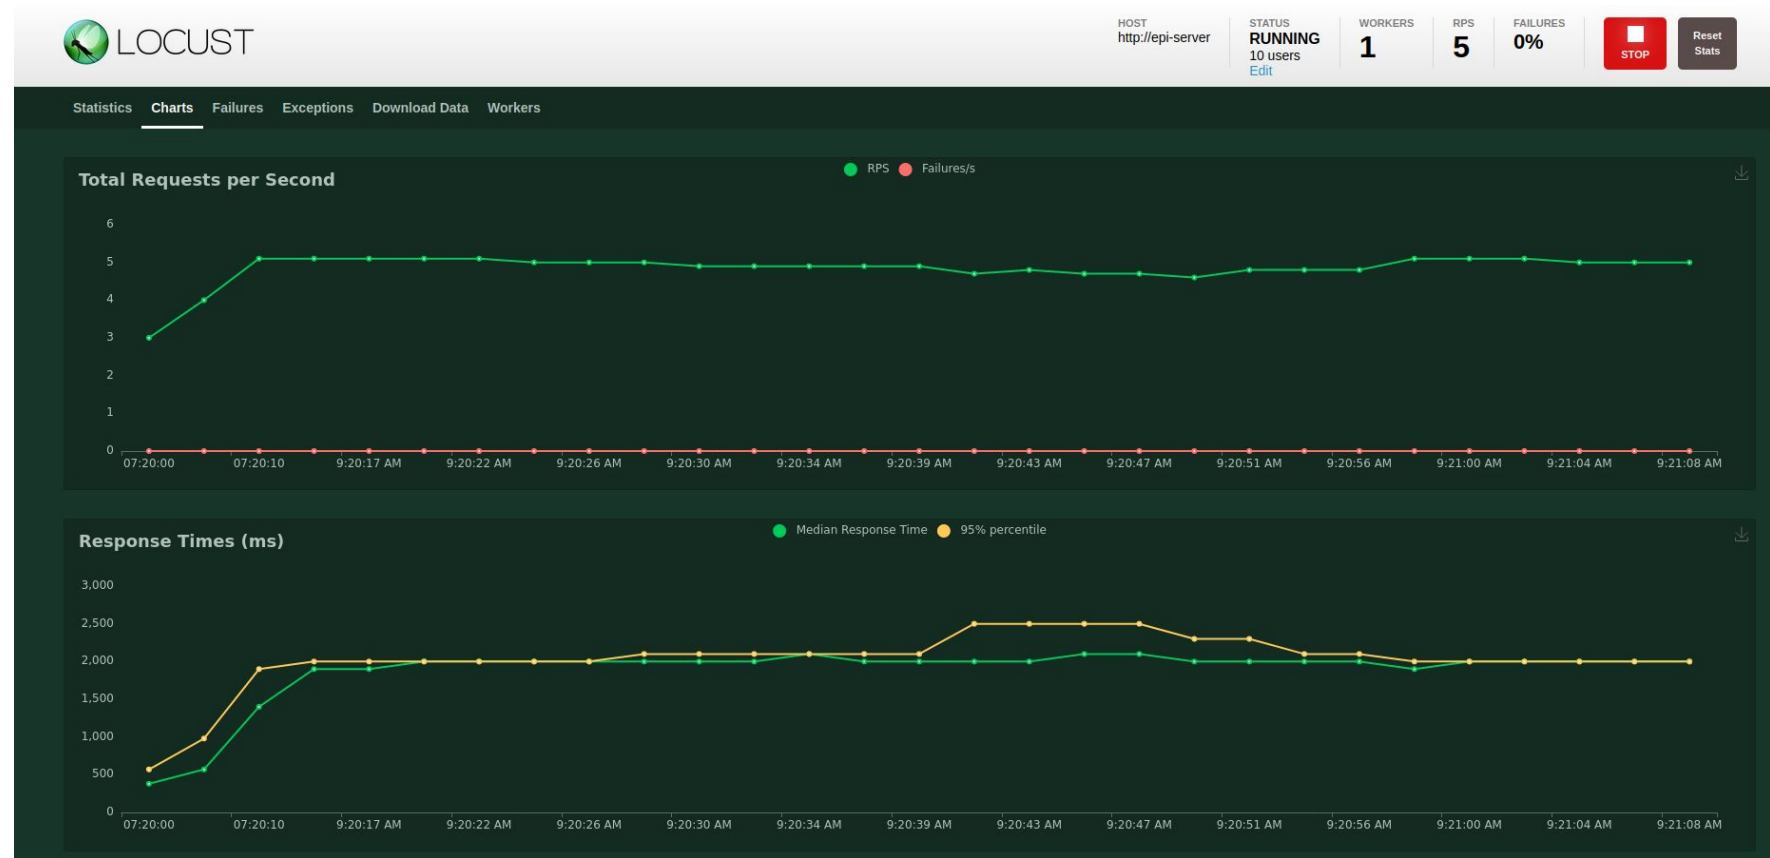 LOCUST
HOST
http://epi-server
STATUS
RUNNING
10 users
Edit
WORKERS
1
RPS
5
FAILURES
0%
STOP
Reset
Stats
Statistics Charts Failures Exceptions Download Data Workers
Total Requests per Second
RPS Failures/s
6
5
4
3
2
1
0
07:20:00 07:20:10 9:20:17 AM 9:20:22 AM 9:20:26 AM 9:20:30 AM 9:20:34 AM 9:20:39 AM 9:20:43 AM 9:20:47 AM 9:20:51 AM 9:20:56 AM 9:21:00 AM 9:21:04 AM 9:21:08 AM
Response Times (ms)
Median Response Time 95% percentile
3,000
2,500
2,000
1,500
1,000
500
0
07:20:00 07:20:10 9:20:17 AM 9:20:22 AM 9:20:26 AM 9:20:30 AM 9:20:34 AM 9:20:39 AM 9:20:43 AM 9:20:47 AM 9:20:51 AM 9:20:56 AM 9:21:00 AM 9:21:04 AM 9:21:08 AM